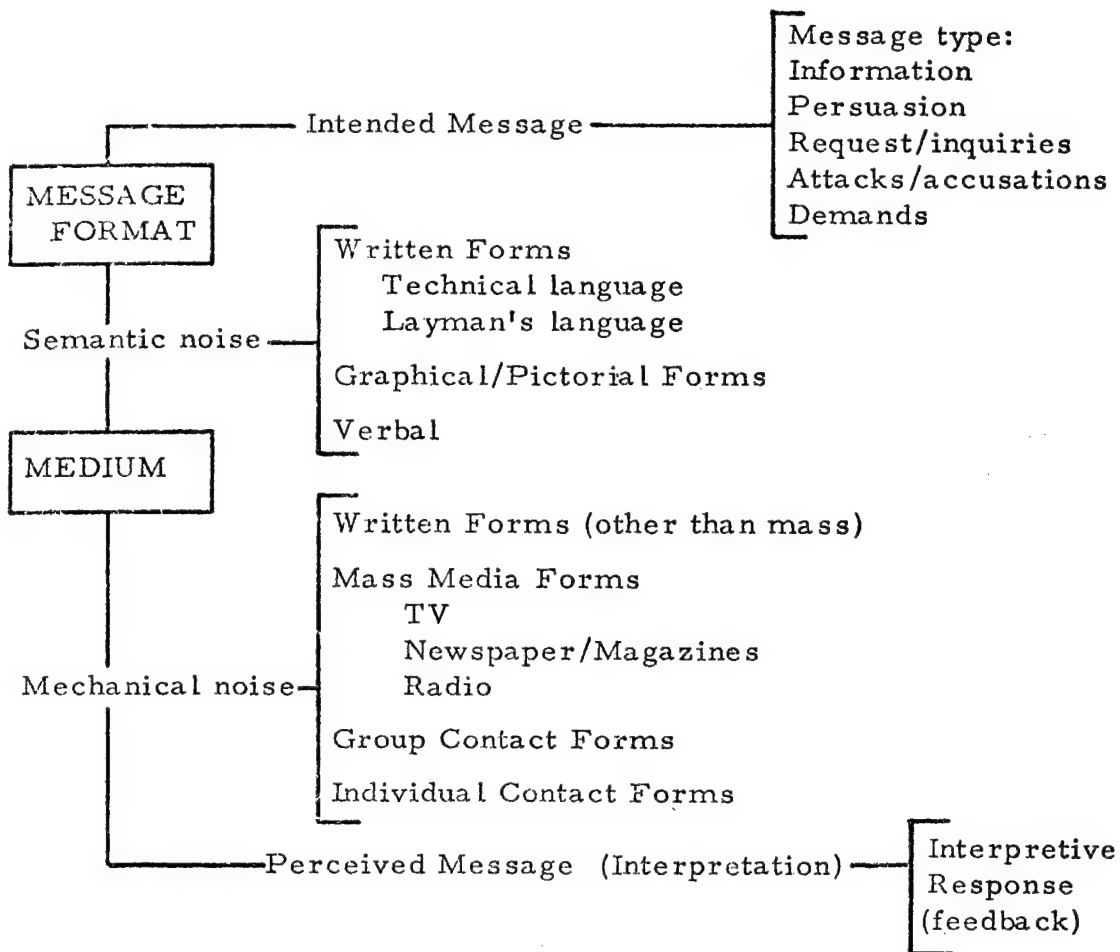 Message type:
Information
Intended Message
Persuasion
Request/inquiries
Attacks/accusations
Demands
MESSAGE
FORMAT
Written Forms
Technical language
Layman's language
Semantic noise
Graphical/Pictorial Forms
Verbal
MEDIUM
Written Forms (other than mass)
Mass Media Forms
TV
Newspaper/Magazines
Radio
Mechanical noise
Group Contact Forms
Individual Contact Forms
Perceived Message (Interpretation)
Interpretive
Response
(feedback)